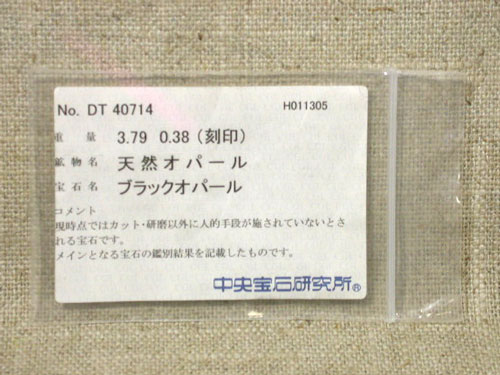 No. DT 40714 H011305
重量 3.79 0.38（刻印）
鉱物名 天然オパール
宝石名 ブラックオパール
コメント
現時点ではカット・研磨以外に人的手段が施されていないとさ
れる宝石です。
メインとなる宝石の鑑別結果を記載したものです。
中央宝石研究所®